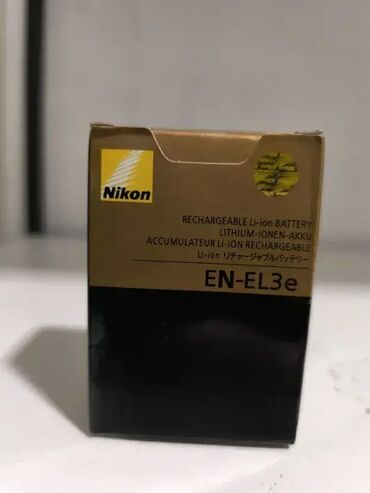 Nikon
RECHARGEABLE Li-ion BATTERY
LITHIUM-IONEN-AKKU
ACCUMULATEUR Li-ION RECHARGEABLE
Li-ion リチャージャブルバッテリー
EN-EL3e